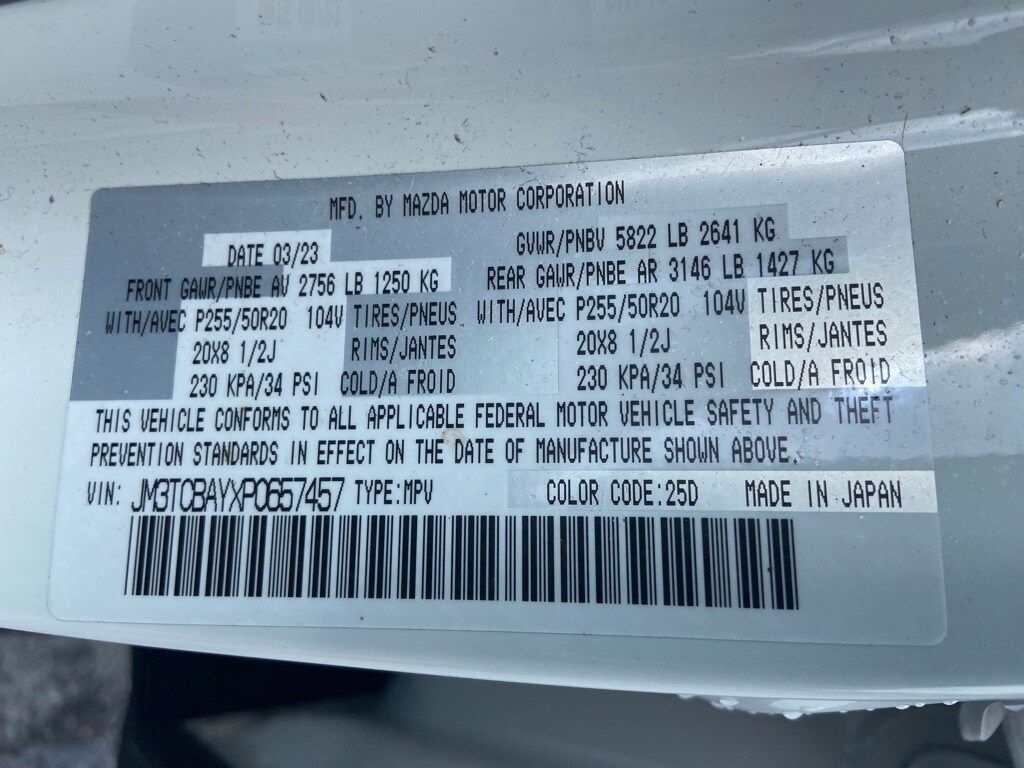 MFD. BY MAZDA MOTOR CORPORATION
DATE 03/23 GVWR/PNBV 5822 LB 2641 KG
FRONT GAWR/PNBE AV 2756 LB 1250 KG REAR GAWR/PNBE AR 3146 LB 1427 KG
WITH/AVEC P255/50R20 104V TIRES/PNEUS WITH/AVEC P255/50R20 104V TIRES/PNEUS
20X8 1/2J RIMS/JANTES 20X8 1/2J RIMS/JANTES
230 KPA/34 PSI COLD/A FROID 230 KPA/34 PSI COLD/A FROID
THIS VEHICLE CONFORMS TO ALL APPLICABLE FEDERAL MOTOR VEHICLE SAFETY AND THEFT
PREVENTION STANDARDS IN EFFECT ON THE DATE OF MANUFACTURE SHOWN ABOVE.
VIN: JM3TCBAYXP0657457 TYPE:MPV COLOR CODE:25D MADE IN JAPAN